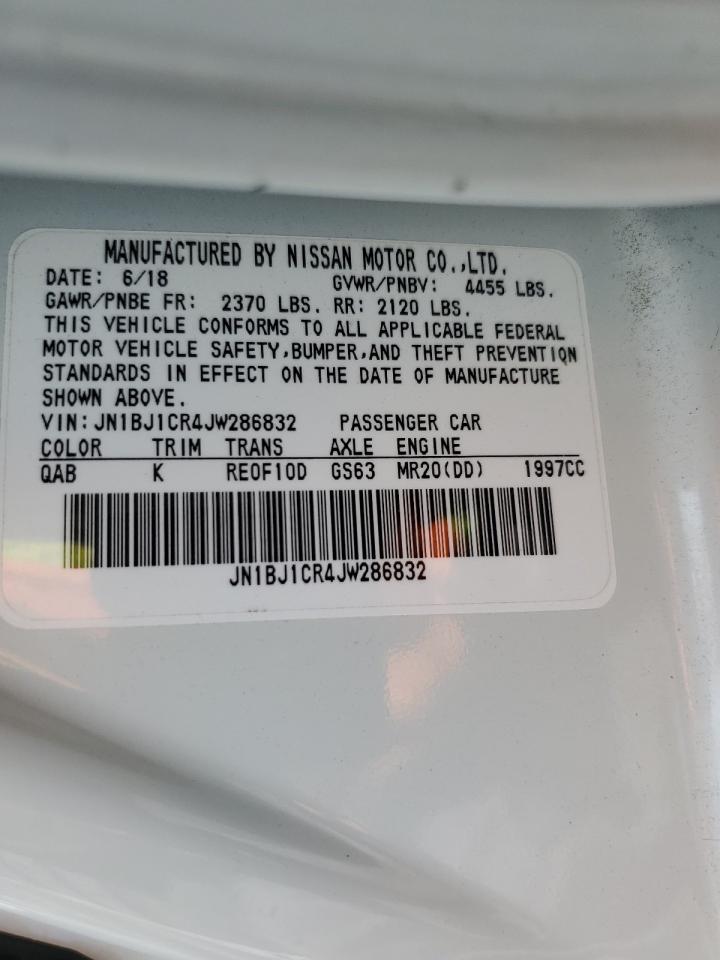 MANUFACTURED BY NISSAN MOTOR CO.,LTD.
DATE: 6/18 GVWR/PNBV: 4455 LBS.
GAWR/PNBE FR: 2370 LBS. RR: 2120 LBS.
THIS VEHICLE CONFORMS TO ALL APPLICABLE FEDERAL
MOTOR VEHICLE SAFETY,BUMPER,AND THEFT PREVENTION
STANDARDS IN EFFECT ON THE DATE OF MANUFACTURE
SHOWN ABOVE.
VIN:JN1BJ1CR4JW286832 PASSENGER CAR
COLOR TRIM TRANS AXLE ENGINE
QAB K RE0F10D GS63 MR20(DD) 1997CC
JN1BJ1CR4JW286832